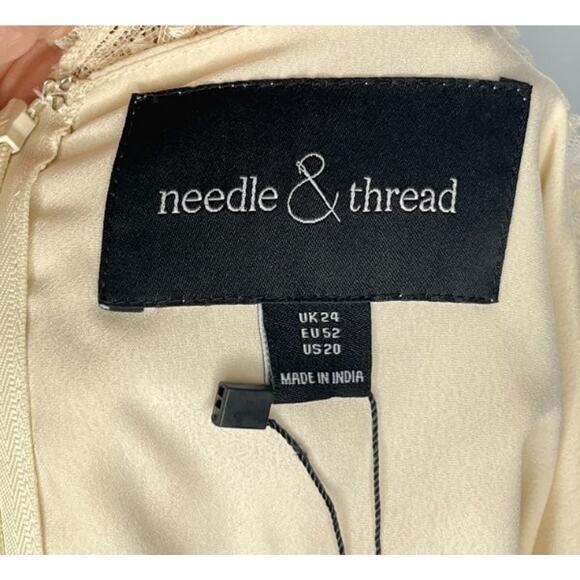 needle & thread
UK 24
EU 52
US 20
MADE IN INDIA